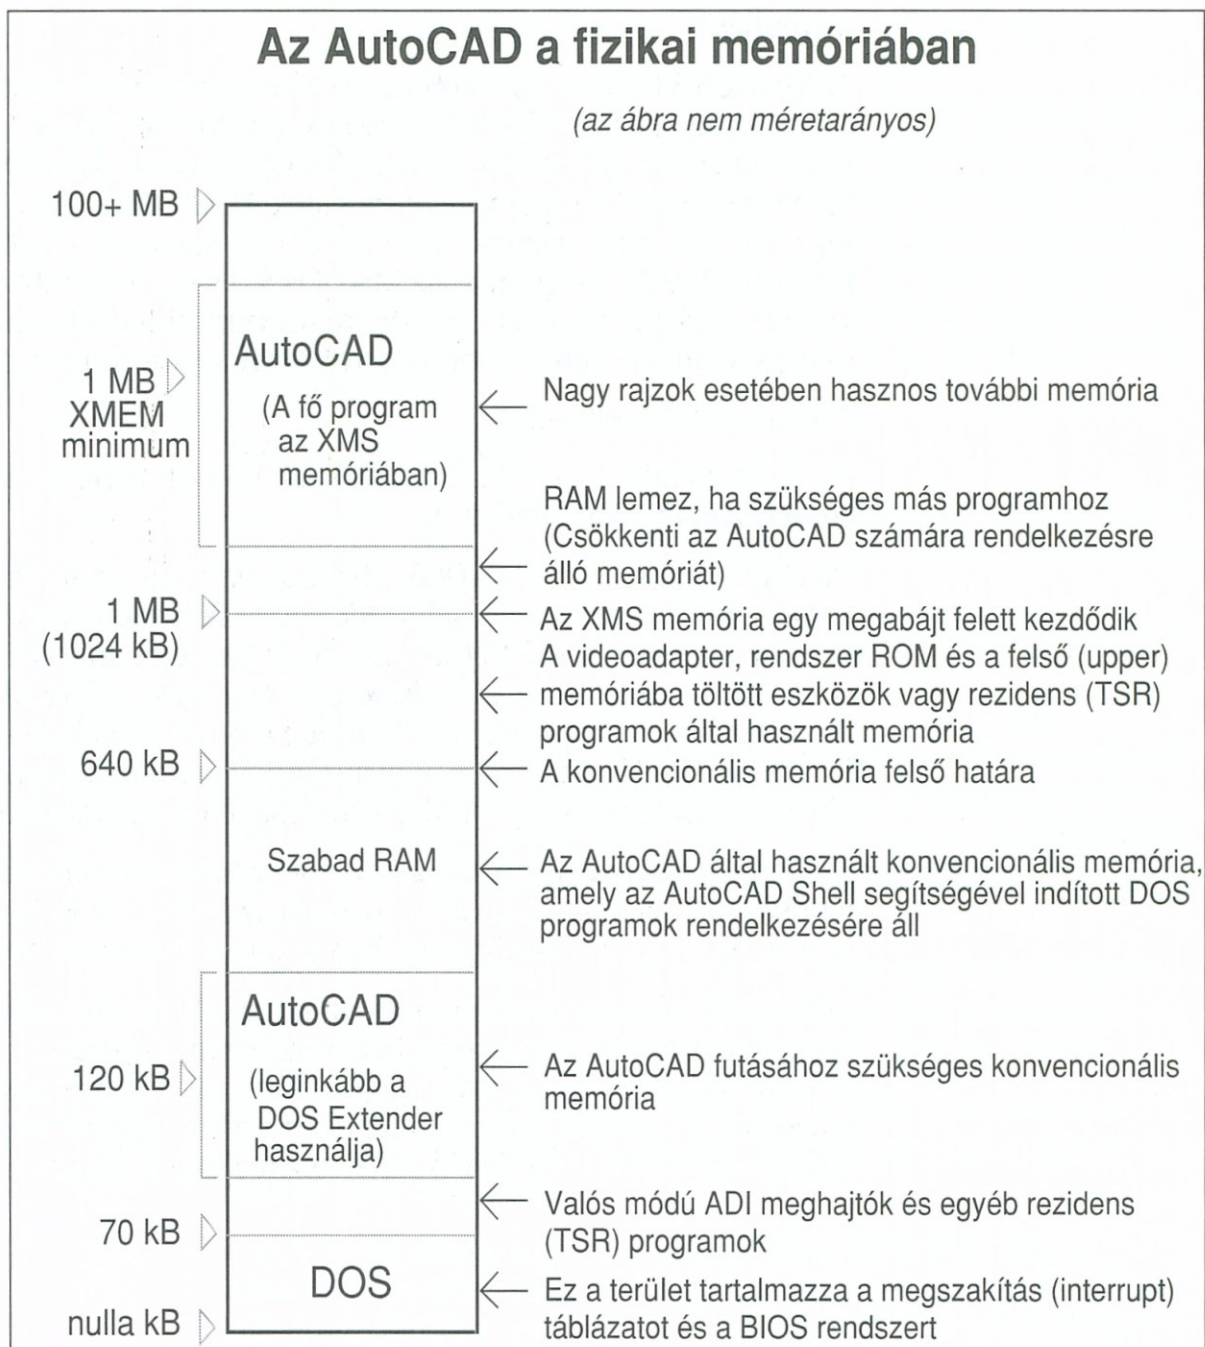 Az AutoCAD a fizikai memóriában
(az ábra nem méretarányos)
100+ MB
AutoCAD
(A fő program
az XMS
memóriában)
1 MB
XMEM
minimum
Nagy rajzok esetében hasznos további memória
RAM lemez, ha szükséges más programhoz
(Csökkenti az AutoCAD számára rendelkezésre
álló memóriát)
1 MB
(1024 kB)
Az XMS memória egy megabájt felett kezdődik
A videoadapter, rendszer ROM és a felső (upper)
memóriába töltött eszközök vagy rezidens (TSR)
programok által használt memória
640 kB
A konvencionális memória felső határa
Szabad RAM
Az AutoCAD által használt konvencionális memória,
amely az AutoCAD Shell segítségével indított DOS
programok rendelkezésére áll
AutoCAD
(leginkább a
DOS Extender
használja)
120 kB
Az AutoCAD futásához szükséges konvencionális
memória
Valós módú ADI meghajtók és egyéb rezidens
(TSR) programok
70 kB
DOS
Ez a terület tartalmazza a megszakítás (interrupt)
táblázatot és a BIOS rendszert
nulla kB